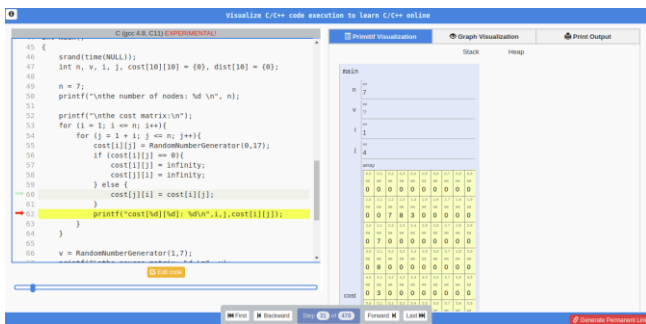 Visualize C/C++ code execution to learn C/C++ online
C (gcc 4.8, C11) EXPERIMENTAL!
45 {
46 srand(time(NULL));
47 int n, v, i, j, cost[10][10] = {0}, dist[10] = {0};
48
49 n = 7;
50 printf("\nthe number of nodes: %d \n", n);
51
52 printf("\nthe cost matrix:\n");
53 for (i = 1; i <= n; i++){
54 for (j = 1 + i; j <= n; j++){
55 cost[i][j] = RandomNumberGenerator(0,17);
56 if (cost[i][j] == 0){
57 cost[i][j] = infinity;
58 cost[j][i] = infinity;
59 } else {
60 cost[j][i] = cost[i][j];
61 }
62 printf("cost[%d][%d]: %d\n",i,j,cost[i][j]);
63 }
64 }
65
66 v = RandomNumberGenerator(1,7);
Edit code
First
Backward
Step 31 of 478
Forward
Last
Primitif Visualization
Graph Visualization
Print Output
Stack Heap
main
n 7
v ?
i 1
j 4
array
0 0 0 0 0 0 0 0 0 0
0 0 7 8 3 0 0 0 0 0
0 7 0 0 0 0 0 0 0 0
0 8 0 0 0 0 0 0 0 0
cost 0 3 0 0 0 0 0 0 0 0
Generate Permanent Link